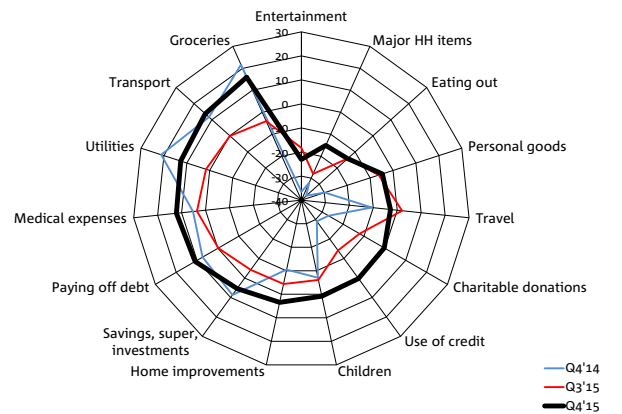 Entertainment
30
20
10
0
-10
-20
-30
-40
Major HH items
Eating out
Personal goods
Travel
Charitable donations
Use of credit
Children
Home improvements
Savings, super,
investments
Paying off debt
Medical expenses
Utilities
Transport
Groceries
Q4'14
Q3'15
Q4'15